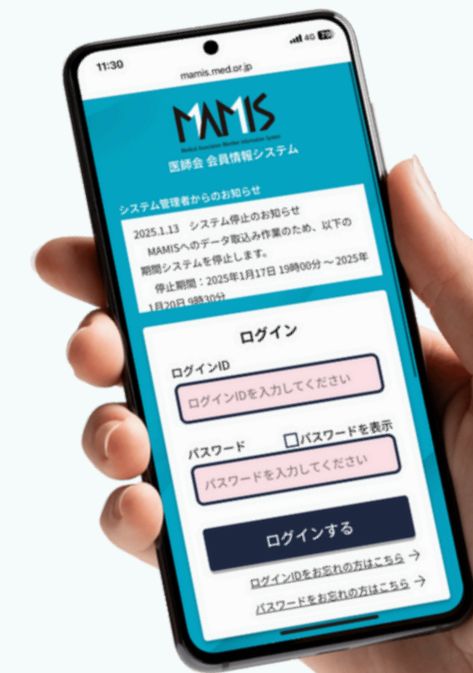 11:30
4G
mamis.med.or.jp
MAMIS
Medical Association Member Information System
医師会 会員情報システム
システム管理者からのお知らせ
2025.1.13 システム停止のお知らせ
MAMISへのデータ取込み作業のため、以下の
期間システムを停止します。
停止期間：2025年1月17日 19時00分 ～ 2025年
1月20日 9時30分
ログイン
ログインID
ログインIDを入力してください
パスワード
パスワードを表示
パスワードを入力してください
ログインする
ログインIDをお忘れの方はこちら →
パスワードをお忘れの方はこちら →